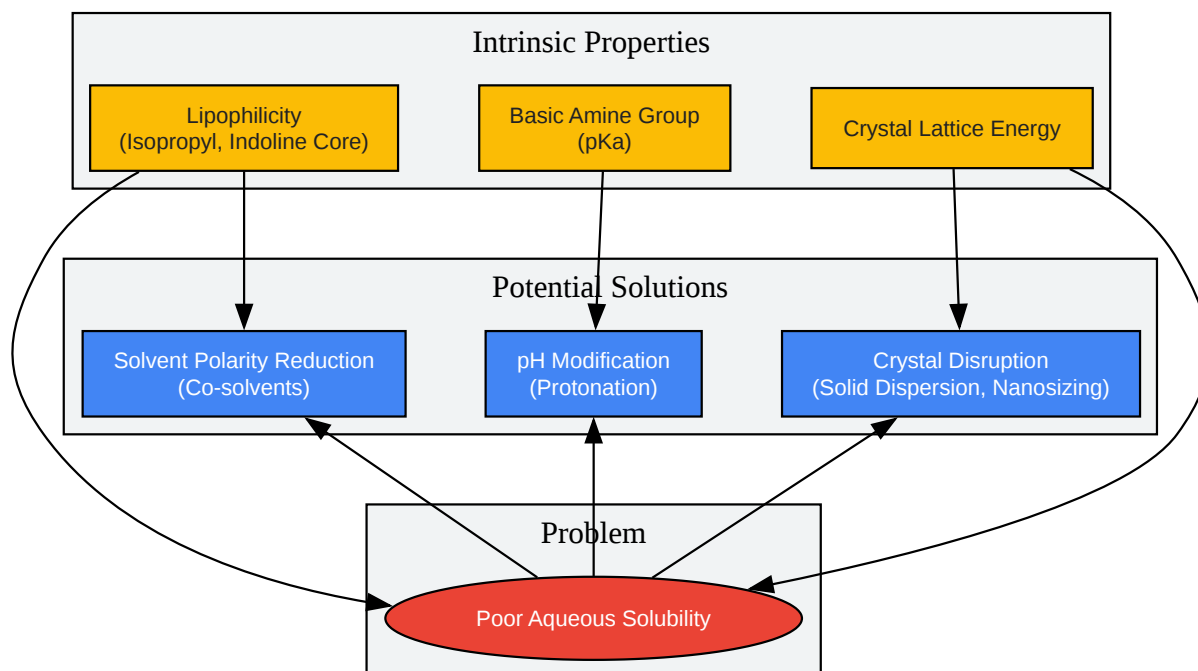 Intrinsic Properties
Lipophilicity
(Isopropyl, Indoline Core)
Basic Amine Group
(pKa)
Crystal Lattice Energy
Potential Solutions
Solvent Polarity Reduction
(Co-solvents)
pH Modification
(Protonation)
Crystal Disruption
(Solid Dispersion, Nanosizing)
Problem
Poor Aqueous Solubility